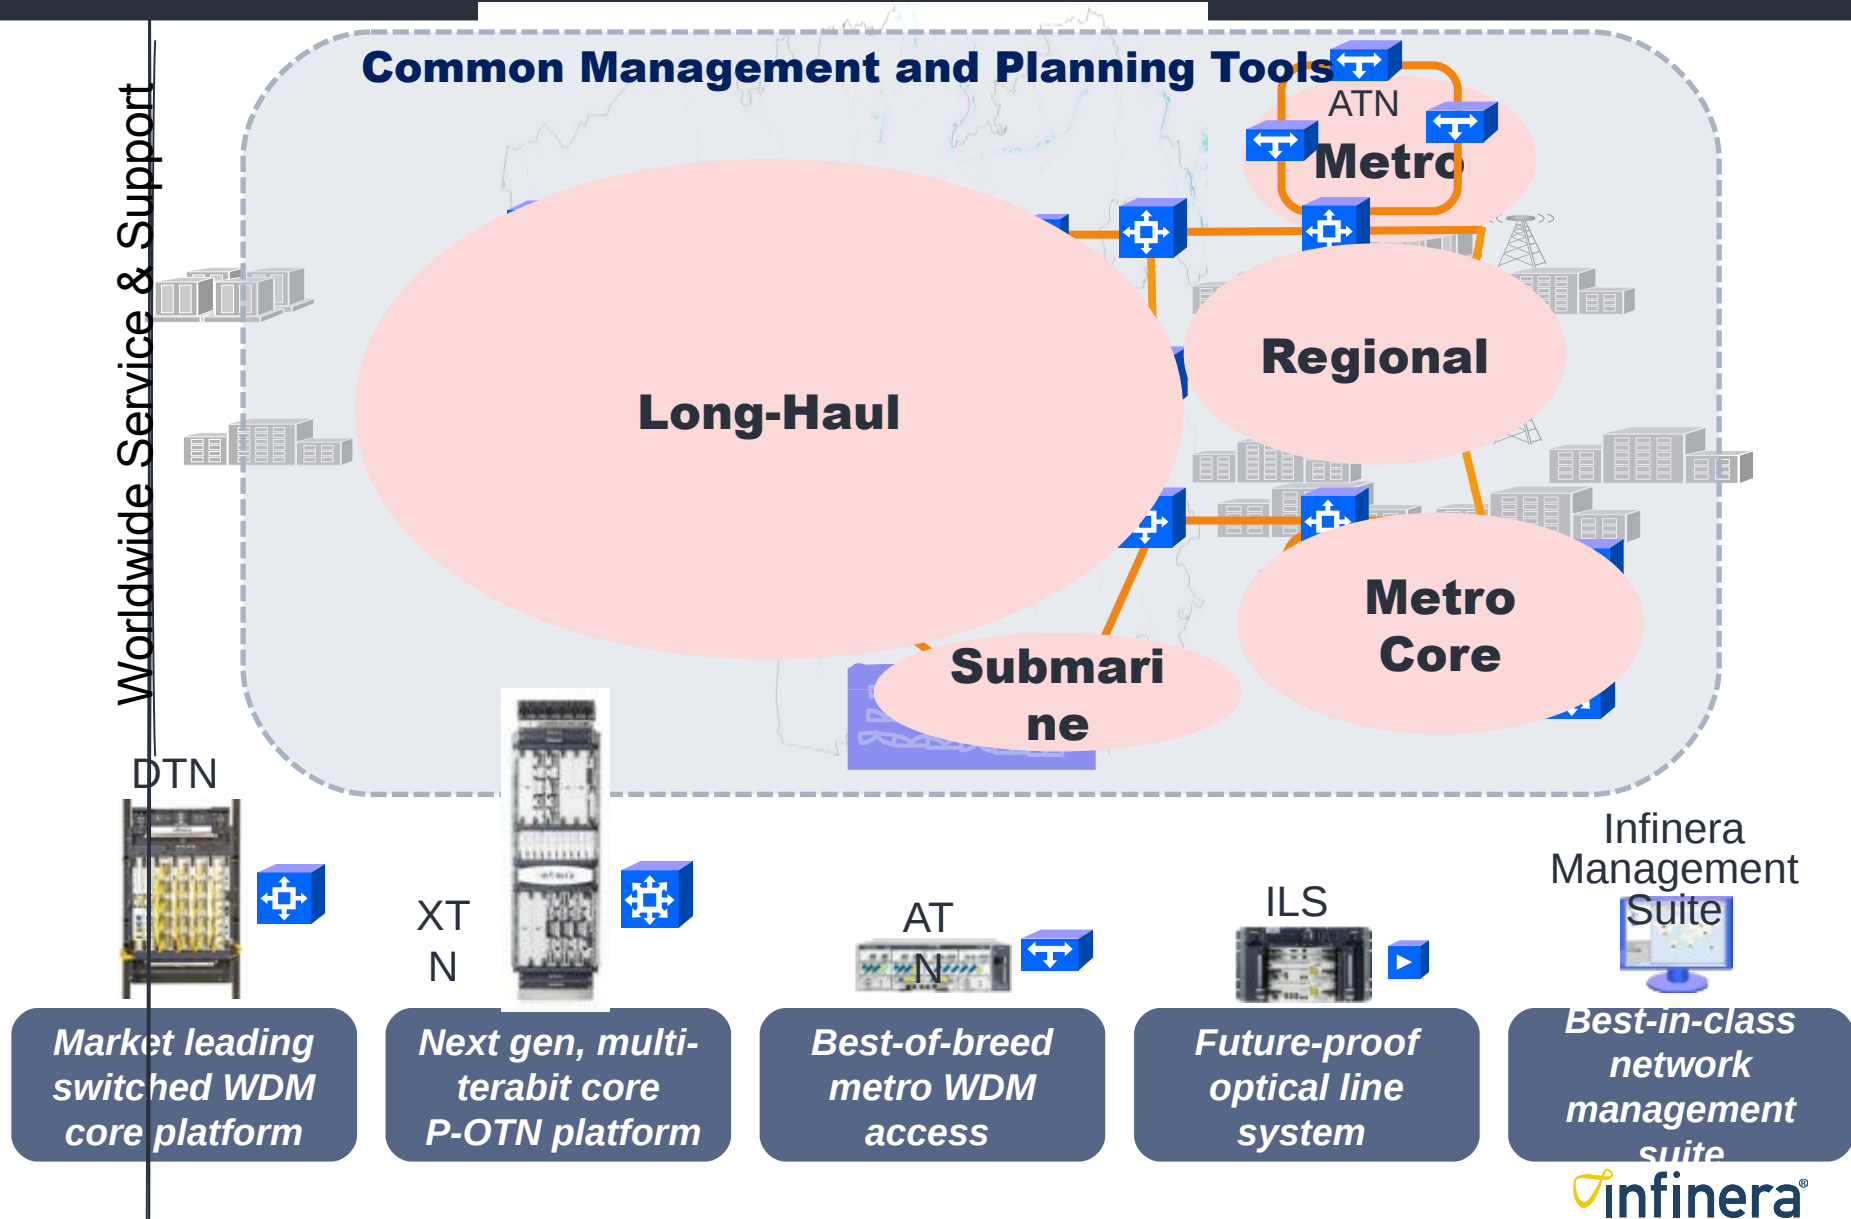 Common Management and Planning Tools
ATN
Metro
Worldwide Service & Support
Regional
Long-Haul
Metro
Core
Submari
ne
DTN
XT
N
AT
N
ILS
Infinera
Management
Suite
Market leading
switched WDM
core platform
Next gen, multi-
terabit core
P-OTN platform
Best-of-breed
metro WDM
access
Future-proof
optical line
system
Best-in-class
network
management
suite
infinera®